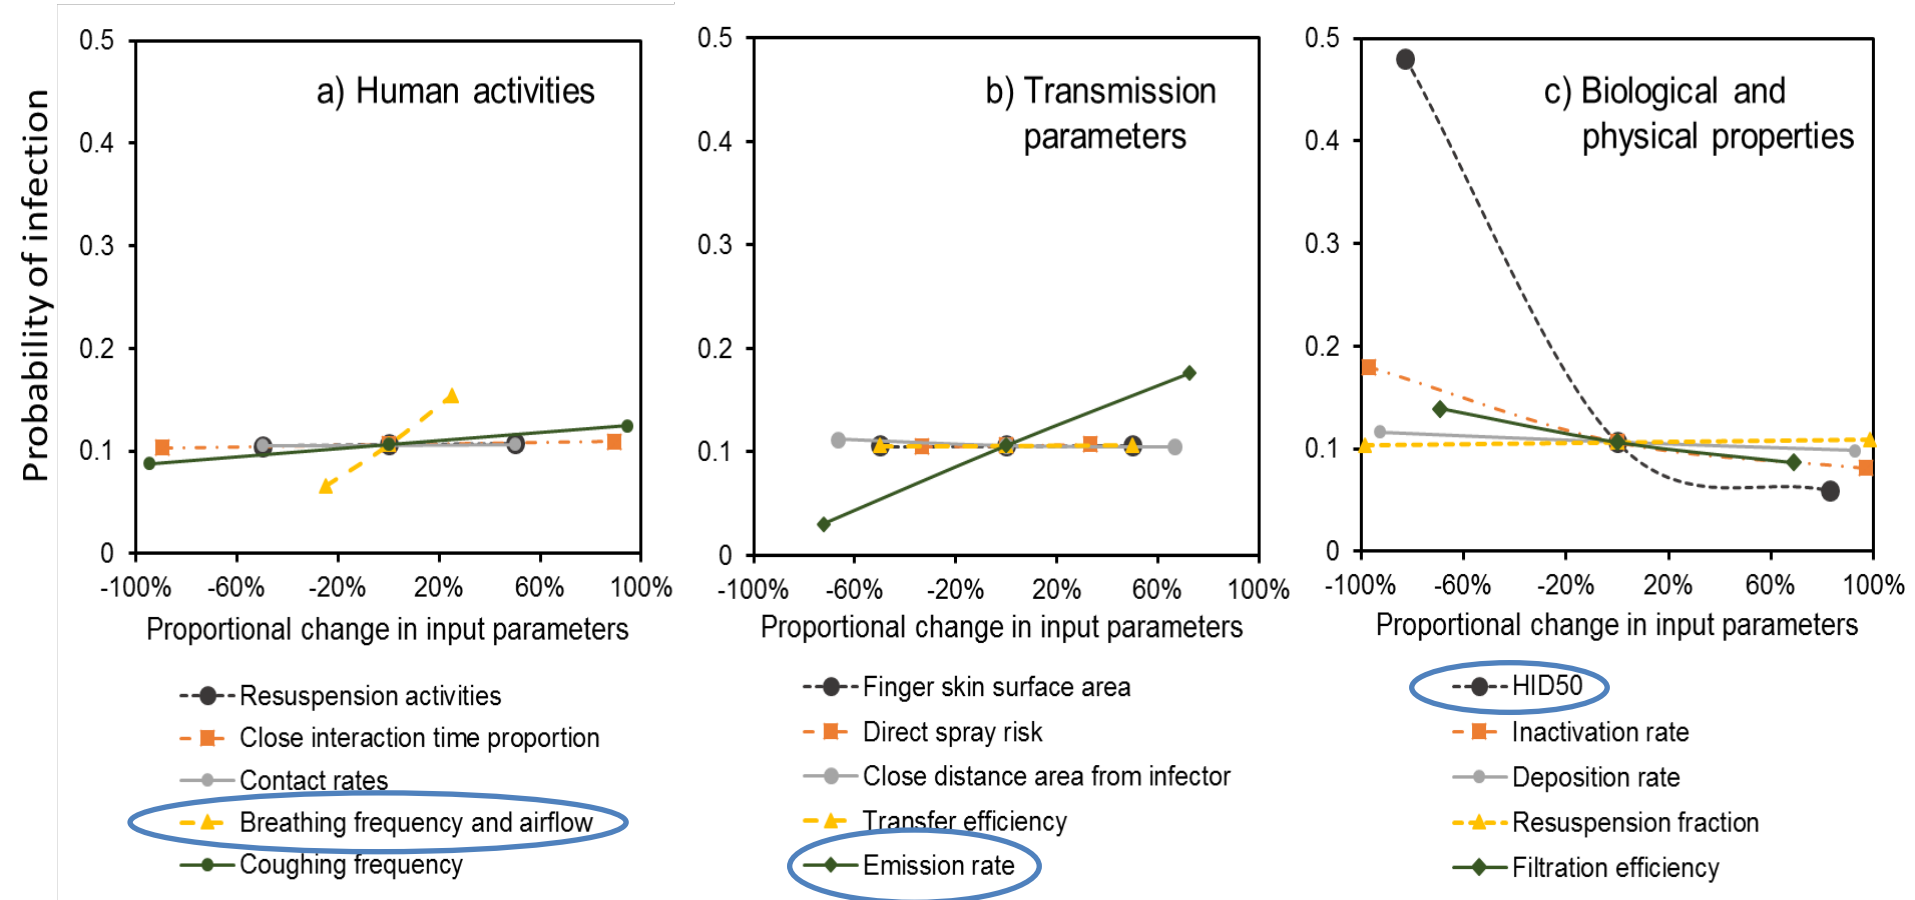 Probability of infection
0.5
0.4
0.3
0.2
0.1
0
a) Human activities
-100% -60% -20% 20% 60% 100%
Proportional change in input parameters
Resuspension activities
Close interaction time proportion
Contact rates
Breathing frequency and airflow
Coughing frequency
0.5
0.4
0.3
0.2
0.1
0
b) Transmission
parameters
-100% -60% -20% 20% 60% 100%
Proportional change in input parameters
Finger skin surface area
Direct spray risk
Close distance area from infector
Transfer efficiency
Emission rate
0.5
0.4
0.3
0.2
0.1
0
c) Biological and
physical properties
-100% -60% -20% 20% 60% 100%
Proportional change in input parameters
HID50
Inactivation rate
Deposition rate
Resuspension fraction
Filtration efficiency